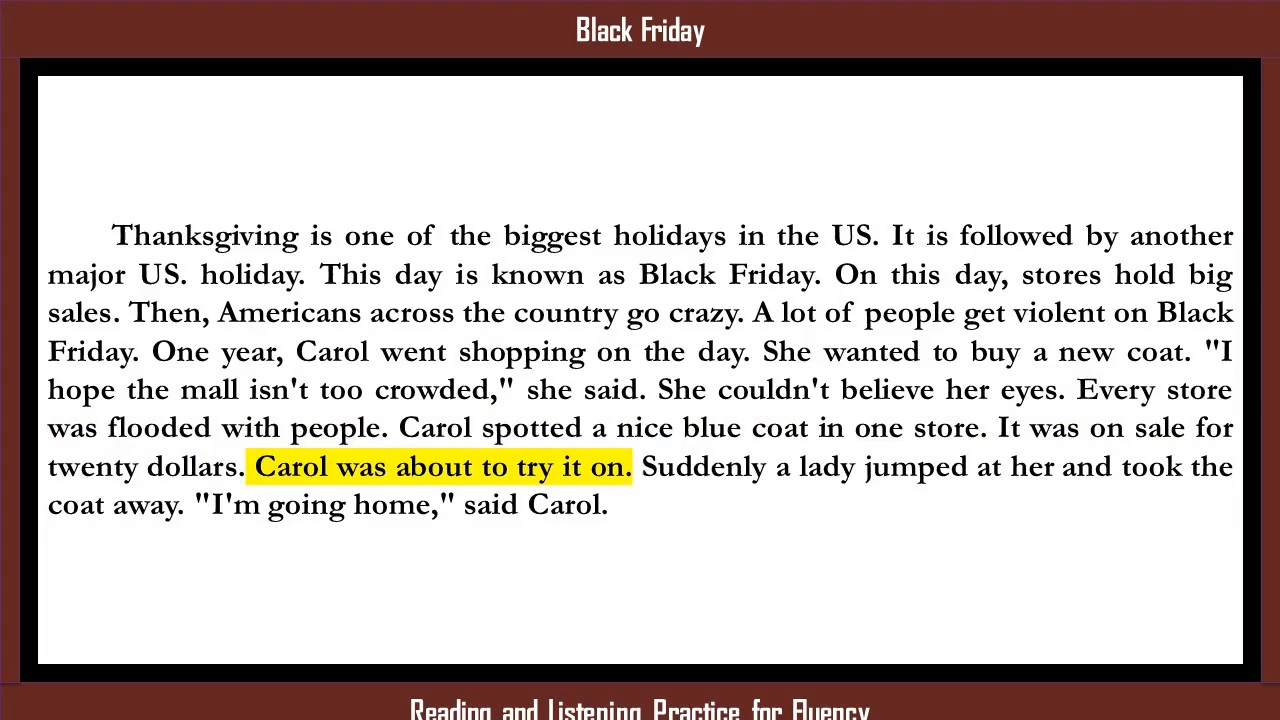 Black Friday
Thanksgiving is one of the biggest holidays in the US. It is followed by another
major US. holiday. This day is known as Black Friday. On this day, stores hold big
sales. Then, Americans across the country go crazy. A lot of people get violent on Black
Friday. One year, Carol went shopping on the day. She wanted to buy a new coat. "I
hope the mall isn't too crowded," she said. She couldn't believe her eyes. Every store
was flooded with people. Carol spotted a nice blue coat in one store. It was on sale for
twenty dollars. Carol was about to try it on. Suddenly a lady jumped at her and took the
coat away. "I'm going home," said Carol.
Reading and Listening Practice for Fluency